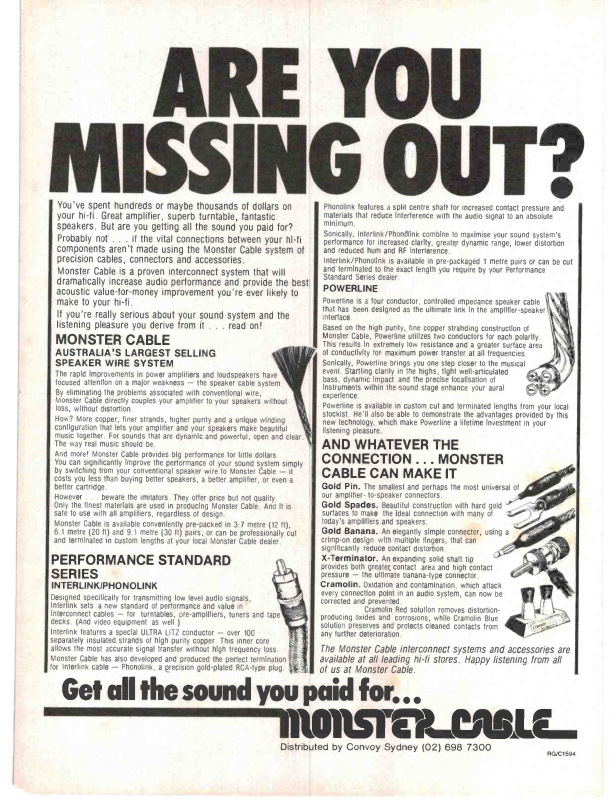 ARE YOU
MISSING OUT?
You've spent hundreds or maybe thousands of dollars on
your hi-fi. Great amplifier, superb turntable, fantastic
speakers. But are you getting all the sound you paid for?
Probably not . . . if the vital connections between your hi-fi
components aren't made using the Monster Cable system of
precision cables, connectors and accessories.
Monster Cable is a proven interconnect system that will
dramatically increase audio performance and provide the best
acoustic value-for-money improvement you're ever likely to
make to your hi-fi.
If you're really serious about your sound system and the
listening pleasure you derive from it . . . read on!
MONSTER CABLE
AUSTRALIA'S LARGEST SELLING
SPEAKER WIRE SYSTEM
The rapid improvements in power amplifiers and loudspeakers have
focused attention on a major weakness — the speaker cable system.
By eliminating the problems associated with conventional wire,
Monster Cable directly couples your amplifier to your speakers without
loss, without distortion.
How? More copper, finer strands, higher purity and a unique winding
configuration that lets your amplifier and your speakers make beautiful
music together. For sounds that are dynamic and powerful, open and clear.
The way real music should be.
And more! Monster Cable provides big performance for little dollars.
You can significantly improve the performance of your sound system simply
by switching from your conventional speaker wire to Monster Cable — it
costs you less than buying better speakers, a better amplifier, or even a
better cartridge.
However . . . beware the imitators. They offer price but not quality.
Only the finest materials are used in producing Monster Cable. And it is
safe to use with all amplifiers, regardless of design.
Monster Cable is available conveniently pre-packed in 3.7 metre (12 ft),
6.1 metre (20 ft) and 9.1 metre (30 ft) pairs, or can be professionally cut
and terminated in custom lengths at your local Monster Cable dealer.
PERFORMANCE STANDARD
SERIES
INTERLINK/PHONOLINK
Designed specifically for transmitting low level audio signals,
Interlink sets a new standard of performance and value in
interconnect cables — for turntables, pre-amplifiers, tuners and tape
decks. (And video equipment as well.)
Interlink features a special ULTRA LITZ conductor — over 100
separately insulated strands of high purity copper. This inner core
allows the most accurate signal transfer without high frequency loss.
Monster Cable has also developed and produced the perfect termination
for Interlink cable — Phonolink, a precision gold-plated RCA-type plug.
Phonolink features a split centre shaft for increased contact pressure and
materials that reduce interference with the audio signal to an absolute
minimum.
Sonically, Interlink/Phonolink combine to maximise your sound system's
performance for increased clarity, greater dynamic range, lower distortion
and reduced hum and RF interference.
Interlink/Phonolink is available in pre-packaged 1 metre pairs or can be cut
and terminated to the exact length you require by your Performance
Standard Series dealer.
POWERLINE
Powerline is a four conductor, controlled impedance speaker cable
that has been designed as the ultimate link in the amplifier-speaker
interface.
Based on the high purity, fine copper stranding construction of
Monster Cable, Powerline utilizes two conductors for each polarity.
This results in extremely low resistance and a greater surface area
of conductivity for maximum power transfer at all frequencies.
Sonically, Powerline brings you one step closer to the musical
event. Startling clarity in the highs, tight well-articulated
bass, dynamic impact and the precise localisation of
instruments within the sound stage enhance your aural
experience.
Powerline is available in custom cut and terminated lengths from your local
stockist. He'll also be able to demonstrate the advantages provided by this
new technology, which make Powerline a lifetime investment in your
listening pleasure.
AND WHATEVER THE
CONNECTION . . . MONSTER
CABLE CAN MAKE IT
Gold Pin. The smallest and perhaps the most universal of
our amplifier- to-speaker connectors.
Gold Spades. Beautiful construction with hard gold
surfaces to make the ideal connection with many of
today's amplifiers and speakers.
Gold Banana. An elegantly simple connector, using a
crimp-on design with multiple fingers, that can
significantly reduce contact distortion.
X-Terminator. An expanding solid shaft tip
provides both greater contact area and high contact
pressure — the ultimate banana-type connector.
Cramolin. Oxidation and contamination, which attack
every connection point in an audio system, can now be
corrected and prevented.
Cramolin Red solution removes distortion-
producing oxides and corrosions, while Cramolin Blue
solution preserves and protects cleaned contacts from
any further deterioration.
The Monster Cable interconnect systems and accessories are
available at all leading hi-fi stores. Happy listening from all
of us at Monster Cable.
Get all the sound you paid for...
MONSTER CABLE
Distributed by Convoy Sydney (02) 698 7300
RG/C1594